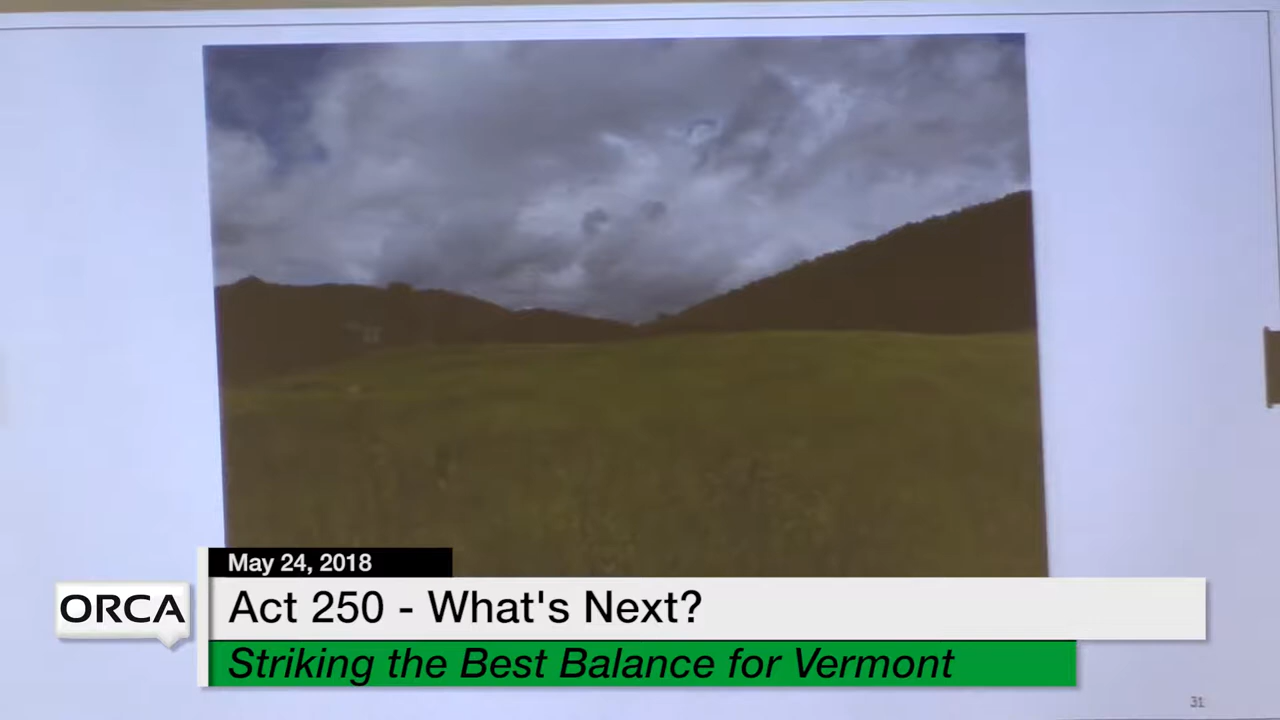 May 24, 2018
ORCA
Act 250 - What's Next?
Striking the Best Balance for Vermont
31